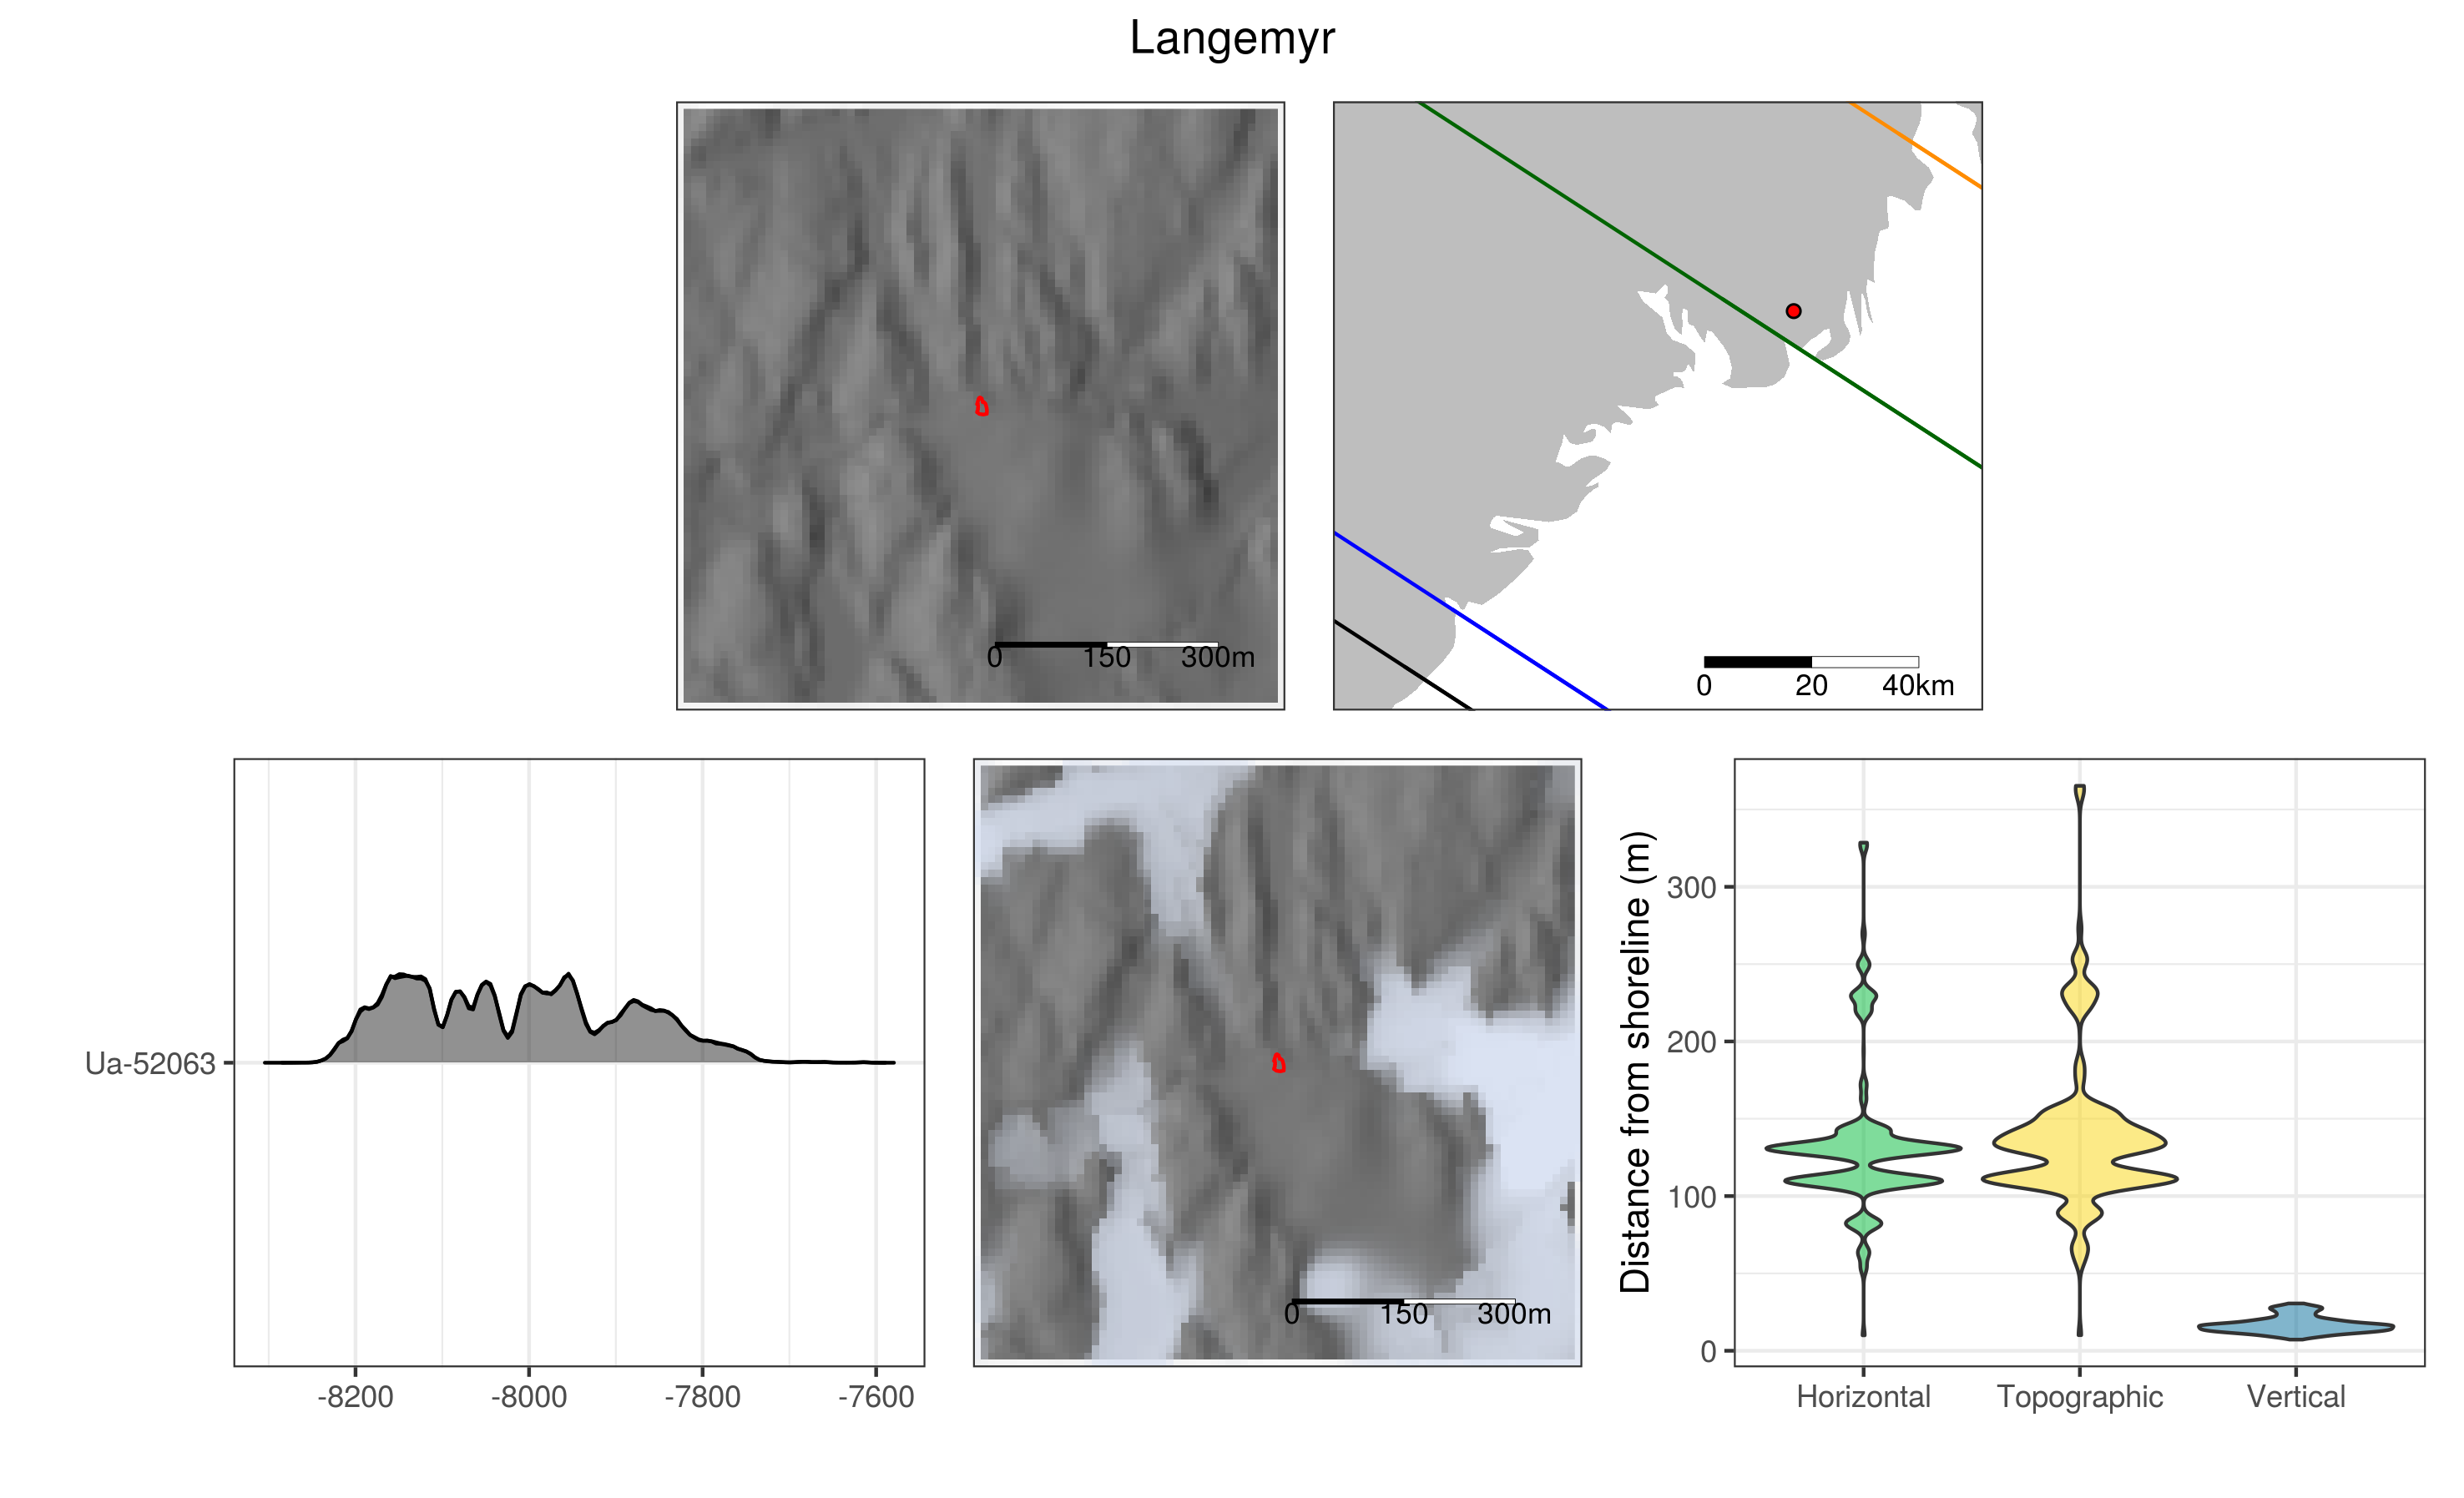 Langemyr
0 150 300m
0 20 40km
Ua-52063
-8200 -8000 -7800 -7600
0 150 300m
Distance from shoreline (m)
300
200
100
0
Horizontal Topographic Vertical